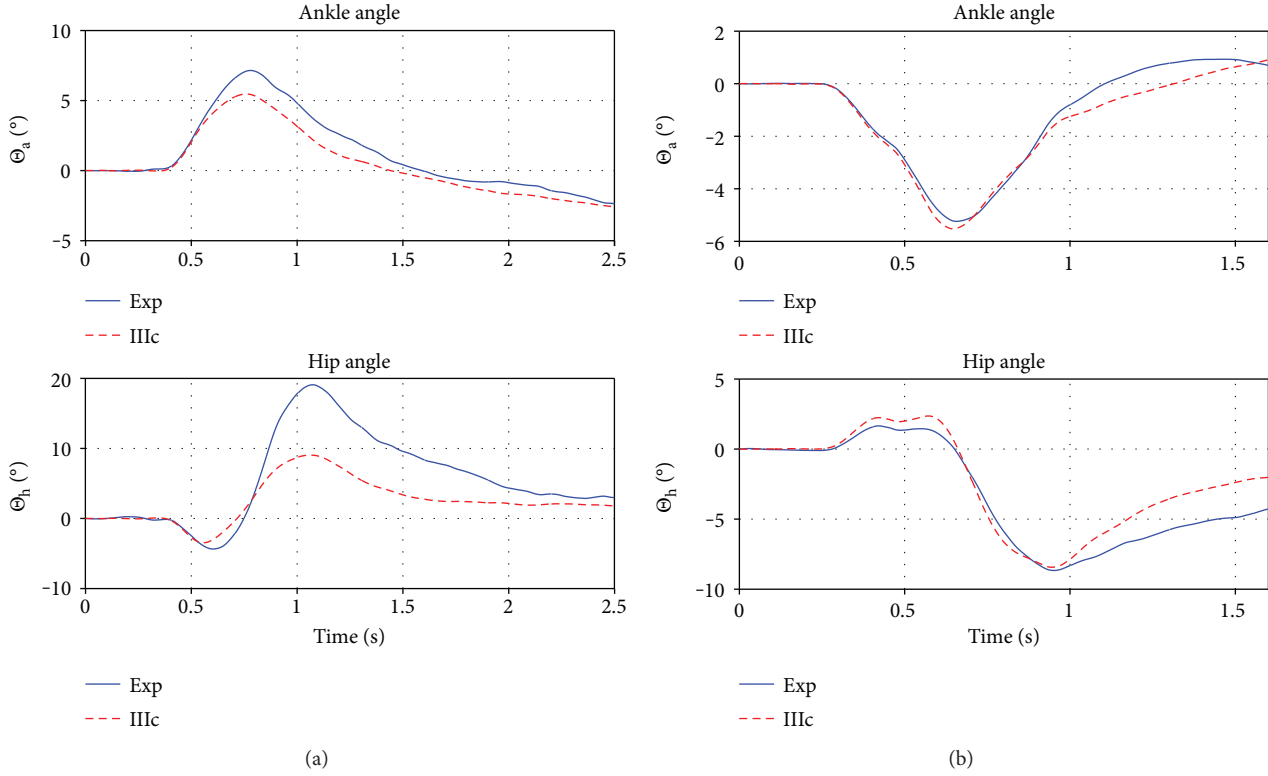 Ankle angle
10
5
0
−5
Θa (°)
0 0.5 1 1.5 2 2.5
Exp
IIIc
Hip angle
20
10
0
−10
Θh (°)
0 0.5 1 1.5 2 2.5
Time (s)
Exp
IIIc
(a)
Ankle angle
2
0
−2
−4
−6
Θa (°)
0 0.5 1 1.5
Exp
IIIc
Hip angle
5
0
−5
−10
Θh (°)
0 0.5 1 1.5
Time (s)
Exp
IIIc
(b)